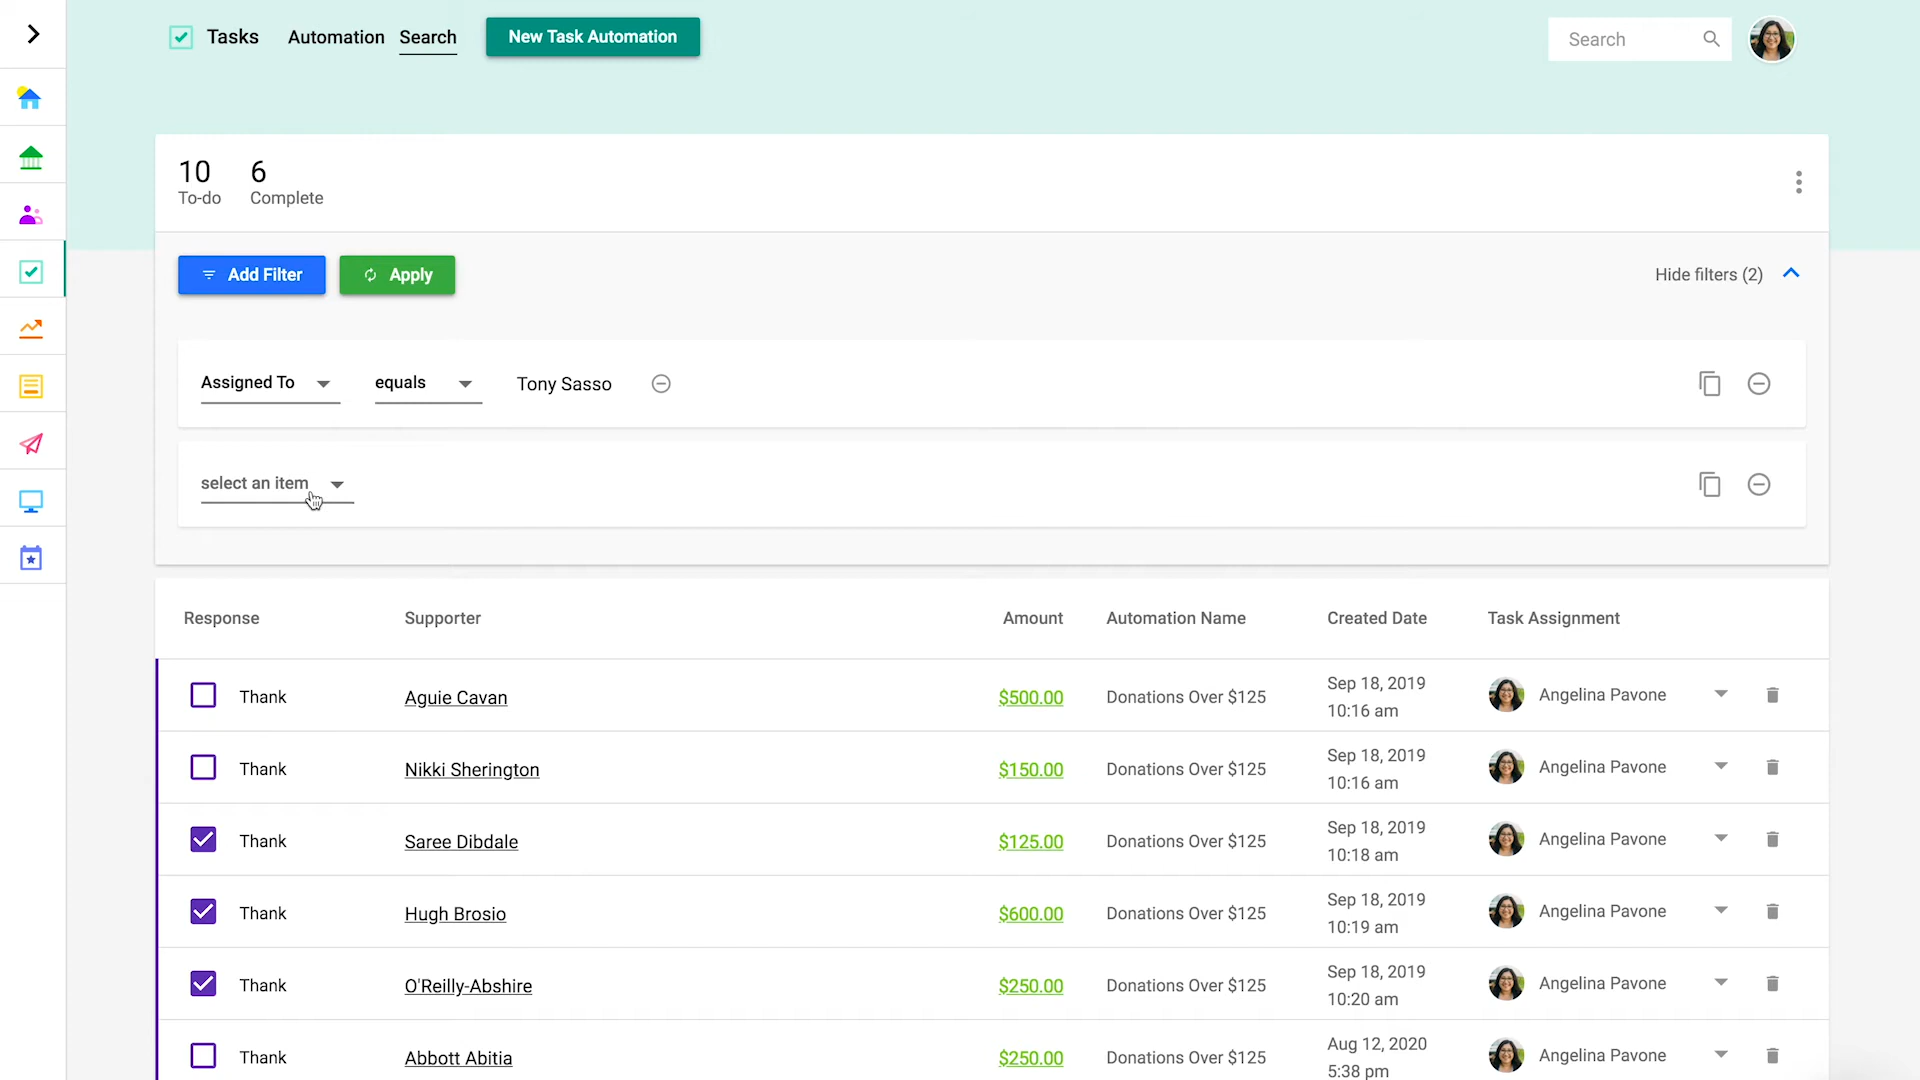 Tasks Automation Search New Task Automation Search
10 6
To-do Complete
Add Filter Apply Hide filters (2)
Assigned To equals Tony Sasso
select an item
Response Supporter Amount Automation Name Created Date Task Assignment
Thank Aguie Cavan $500.00 Donations Over $125 Sep 18, 2019 10:16 am Angelina Pavone
Thank Nikki Sherington $150.00 Donations Over $125 Sep 18, 2019 10:16 am Angelina Pavone
Thank Saree Dibdale $125.00 Donations Over $125 Sep 18, 2019 10:18 am Angelina Pavone
Thank Hugh Brosio $600.00 Donations Over $125 Sep 18, 2019 10:19 am Angelina Pavone
Thank O'Reilly-Abshire $250.00 Donations Over $125 Sep 18, 2019 10:20 am Angelina Pavone
Thank Abbott Abitia $250.00 Donations Over $125 Aug 12, 2020 5:38 pm Angelina Pavone